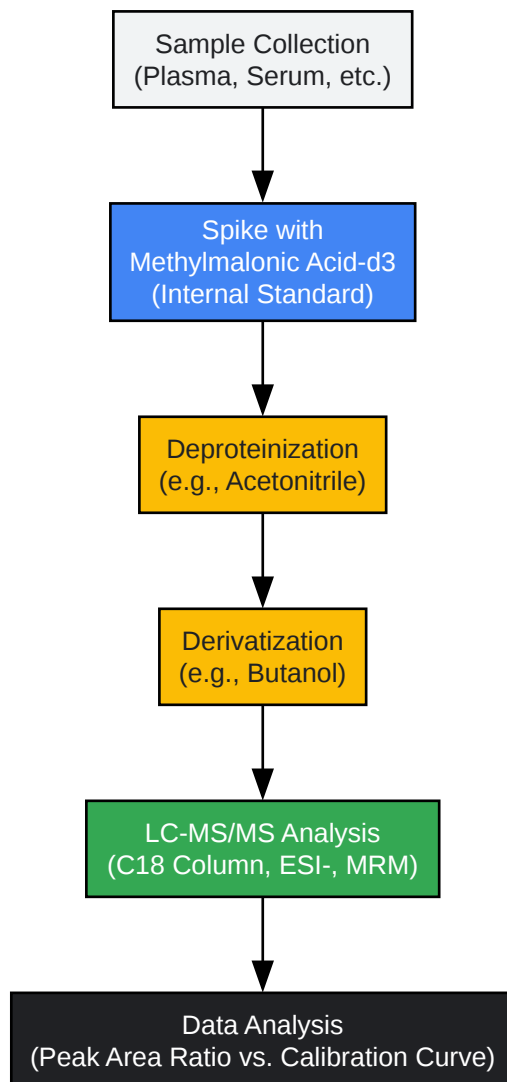 Sample Collection
(Plasma, Serum, etc.)
Spike with
Methylmalonic Acid-d3
(Internal Standard)
Deproteinization
(e.g., Acetonitrile)
Derivatization
(e.g., Butanol)
LC-MS/MS Analysis
(C18 Column, ESI-, MRM)
Data Analysis
(Peak Area Ratio vs. Calibration Curve)